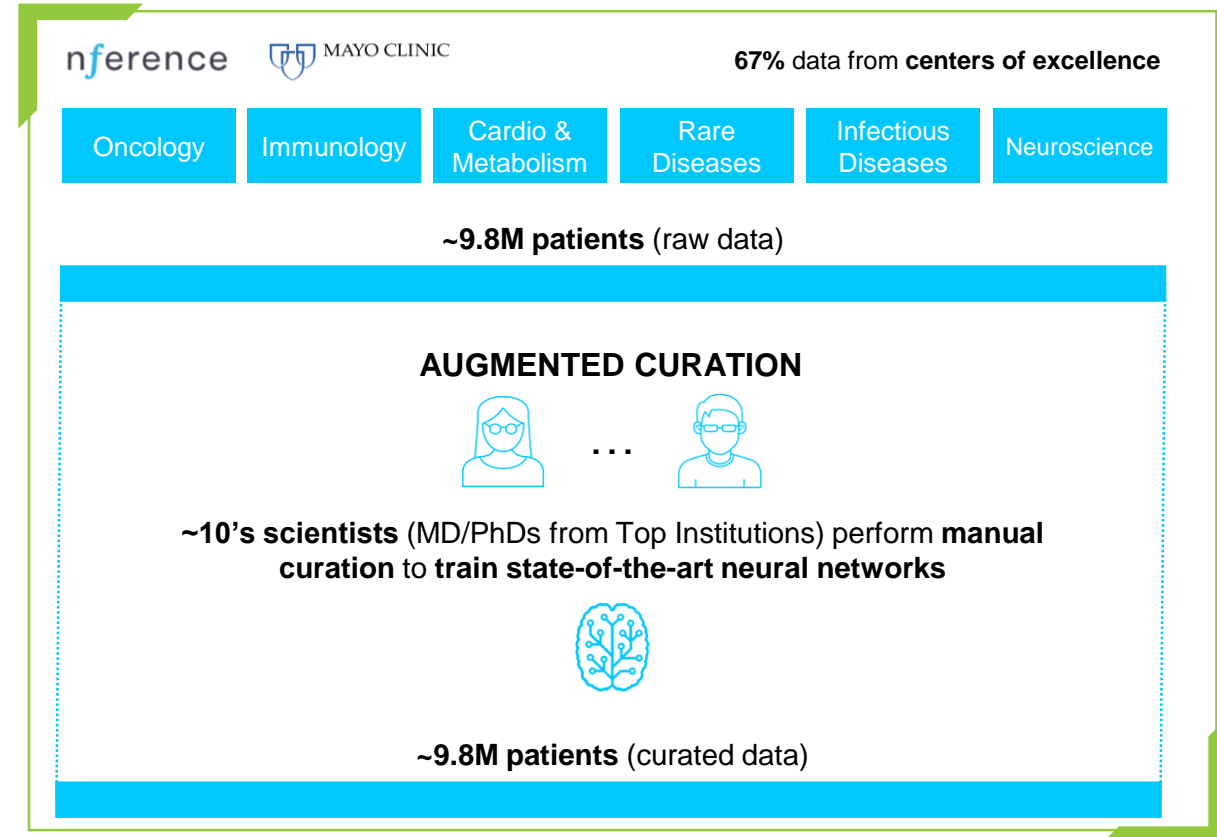 nference
MAYO CLINIC
67% data from centers of excellence
Oncology
Immunology
Cardio &
Metabolism
Rare
Diseases
Infectious
Diseases
Neuroscience
~9.8M patients (raw data)
AUGMENTED CURATION
...
~10’s scientists (MD/PhDs from Top Institutions) perform manual
curation to train state-of-the-art neural networks
~9.8M patients (curated data)